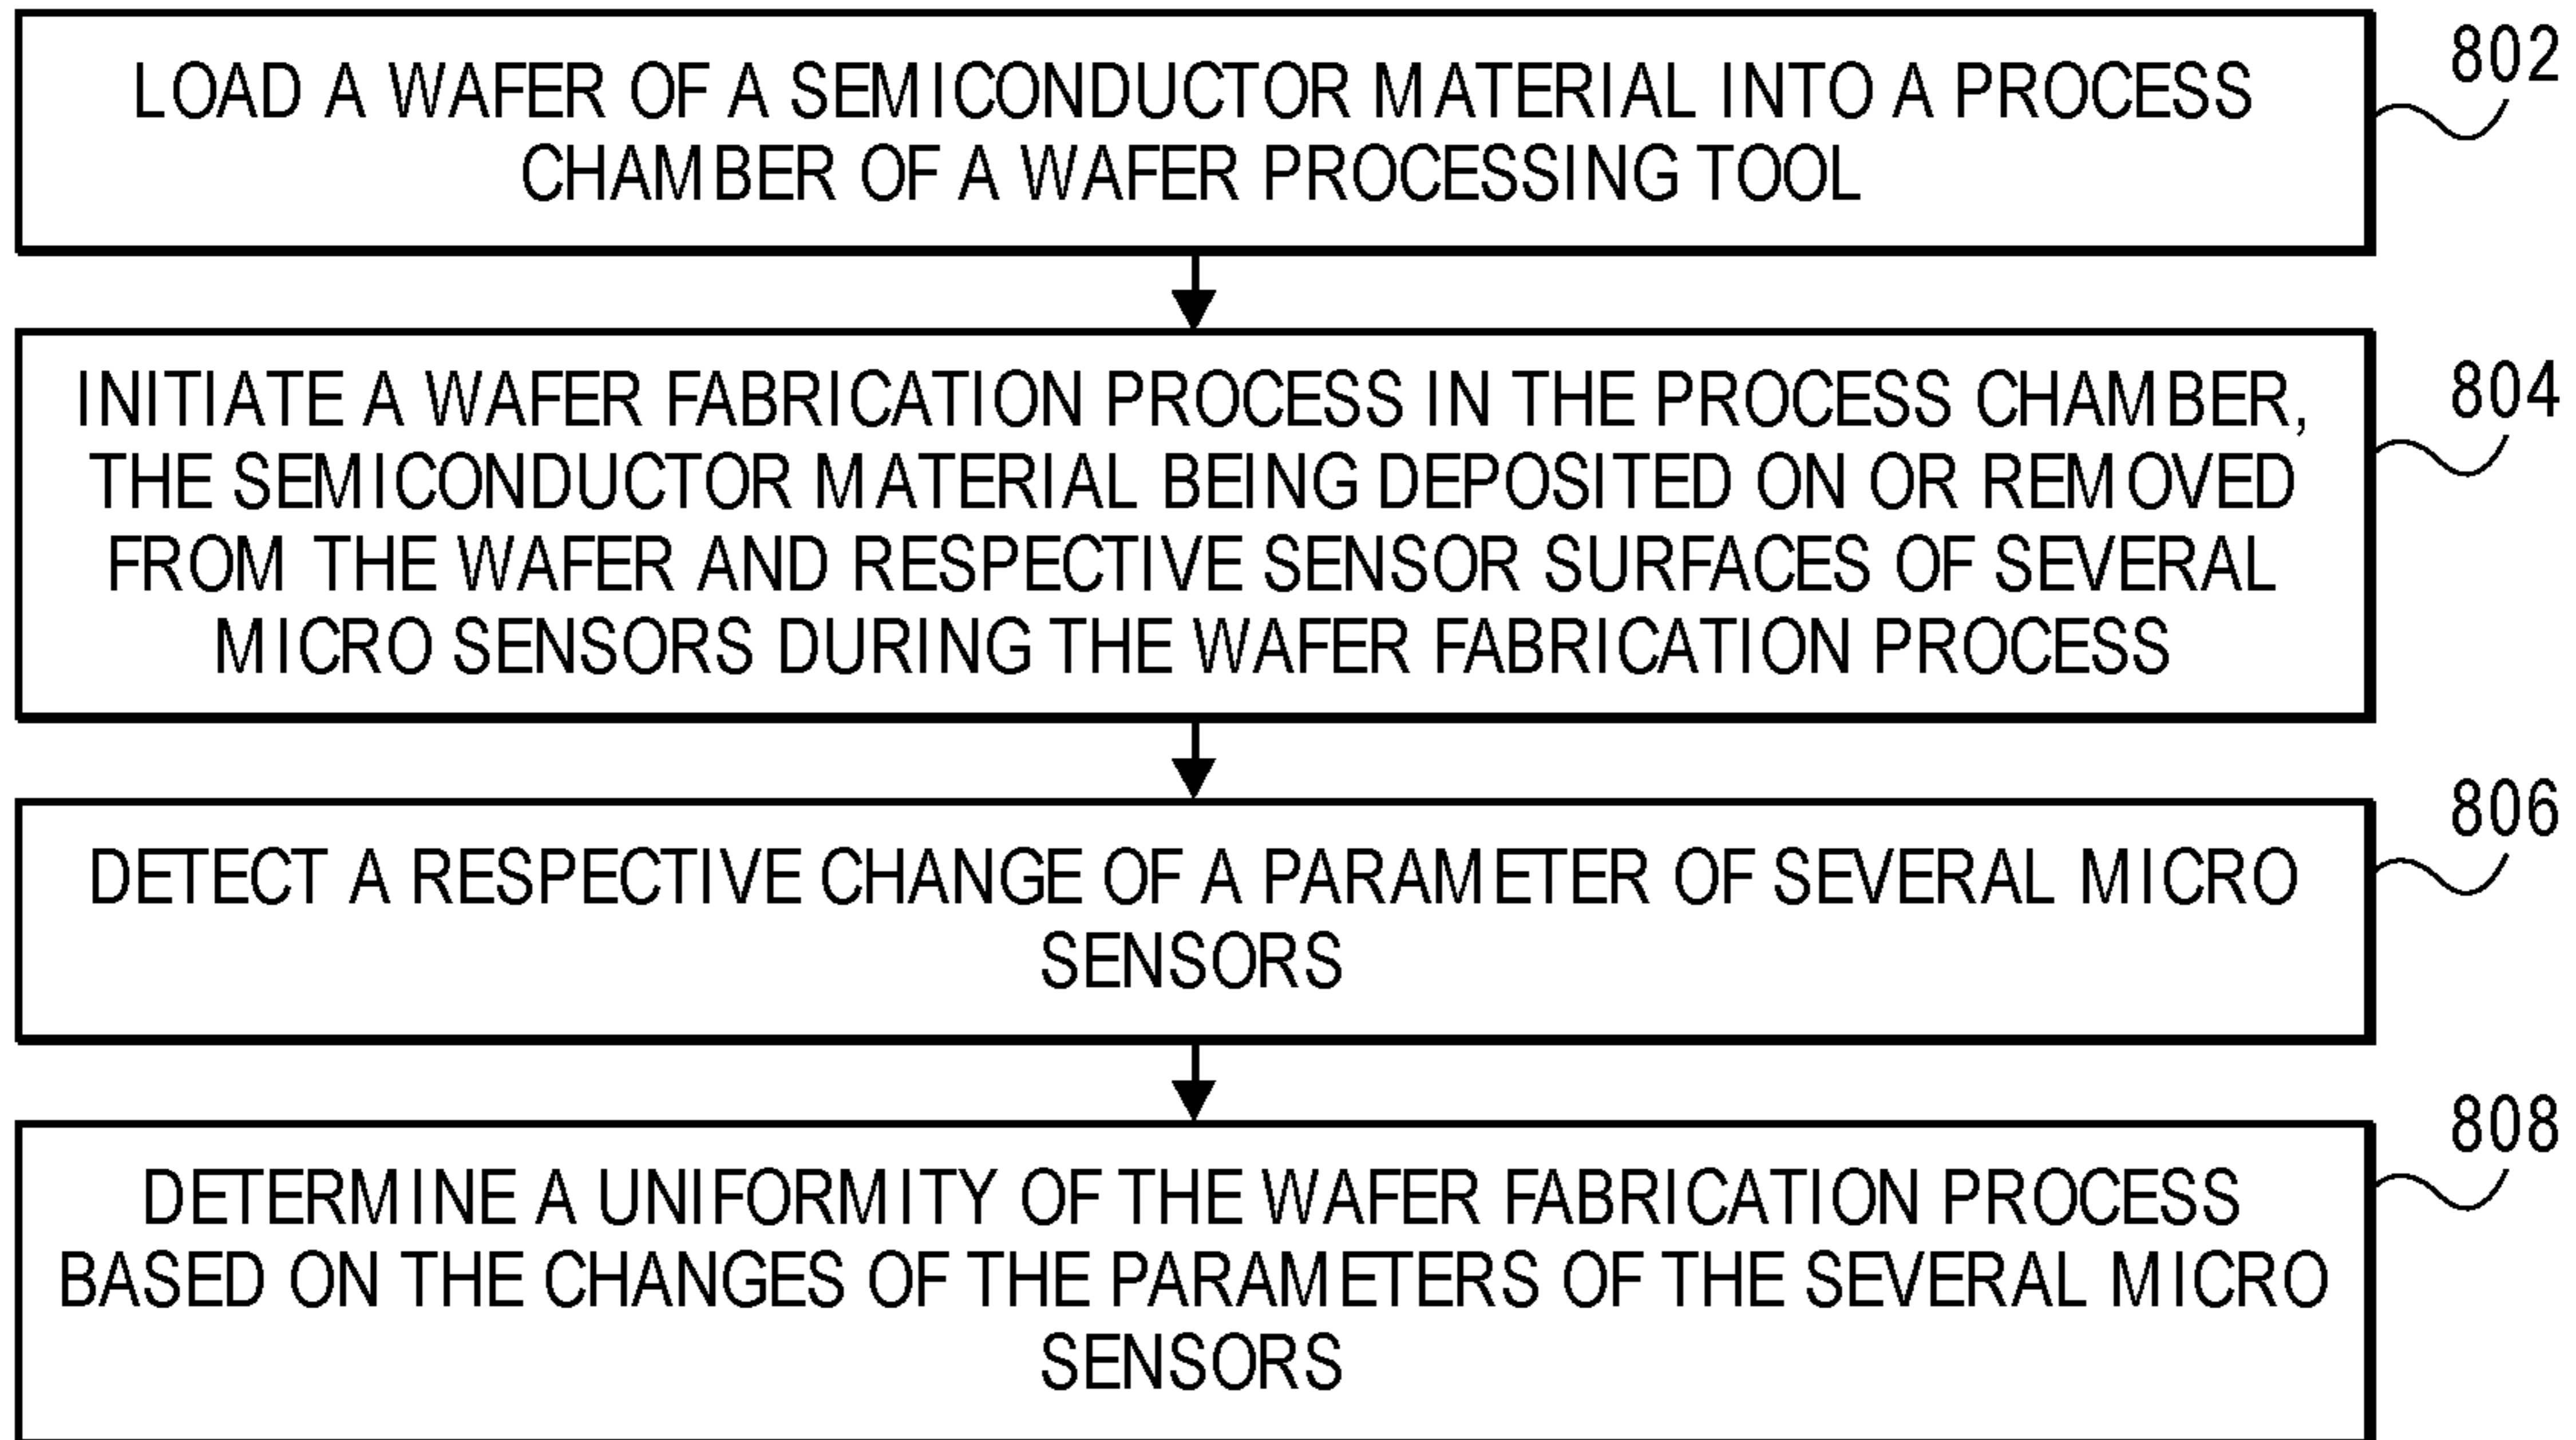 LOAD A WAFER OF A SEMICONDUCTOR MATERIAL INTO A PROCESS
CHAMBER OF A WAFER PROCESSING TOOL
802
INITIATE A WAFER FABRICATION PROCESS IN THE PROCESS CHAMBER,
THE SEMICONDUCTOR MATERIAL BEING DEPOSITED ON OR REMOVED
FROM THE WAFER AND RESPECTIVE SENSOR SURFACES OF SEVERAL
MICRO SENSORS DURING THE WAFER FABRICATION PROCESS
804
DETECT A RESPECTIVE CHANGE OF A PARAMETER OF SEVERAL MICRO
SENSORS
806
DETERMINE A UNIFORMITY OF THE WAFER FABRICATION PROCESS
BASED ON THE CHANGES OF THE PARAMETERS OF THE SEVERAL MICRO
SENSORS
808